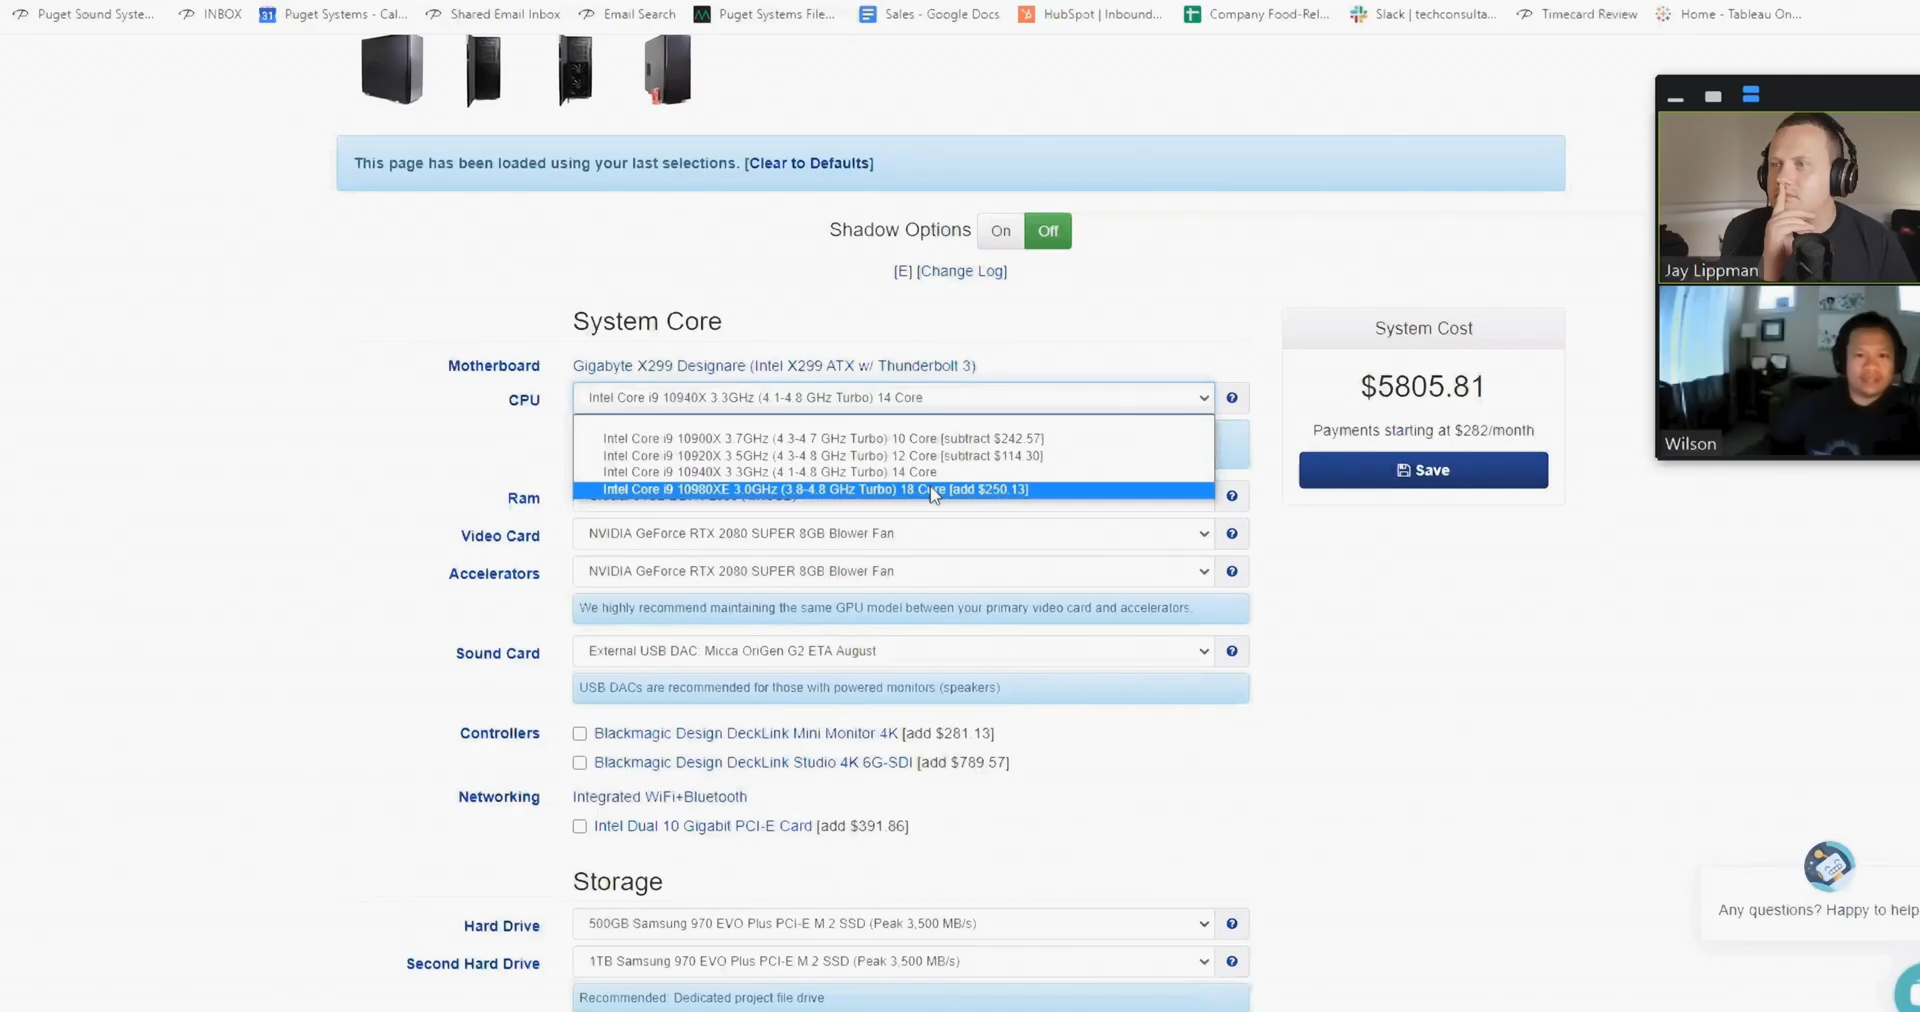 Puget Sound Syste...
INBOX
31
Puget Systems - Cal...
Shared Email Inbox
Email Search
Puget Systems File...
Sales - Google Docs
HubSpot | Inbound...
Company Food-Rel...
Slack | techconsulta...
Timecard Review
Home - Tableau On...
This page has been loaded using your last selections. [Clear to Defaults]
Shadow Options On Off
[E] [Change Log]
Jay Lippman
Wilson
System Core
Motherboard Gigabyte X299 Designare (Intel X299 ATX w/ Thunderbolt 3)
CPU Intel Core i9 10940X 3.3GHz (4.1-4.8 GHz Turbo) 14 Core
Intel Core i9 10900X 3.7GHz (4.3-4.7 GHz Turbo) 10 Core [subtract $242.57]
Intel Core i9 10920X 3.5GHz (4.3-4.8 GHz Turbo) 12 Core [subtract $114.30]
Intel Core i9 10940X 3.3GHz (4.1-4.8 GHz Turbo) 14 Core
Intel Core i9 10980XE 3.0GHz (3.8-4.8 GHz Turbo) 18 Core [add $250.13]
Ram
Video Card NVIDIA GeForce RTX 2080 SUPER 8GB Blower Fan
Accelerators NVIDIA GeForce RTX 2080 SUPER 8GB Blower Fan
We highly recommend maintaining the same GPU model between your primary video card and accelerators.
Sound Card External USB DAC: Micca OriGen G2 ETA August
USB DACs are recommended for those with powered monitors (speakers)
Controllers Blackmagic Design DeckLink Mini Monitor 4K [add $281.13]
Blackmagic Design DeckLink Studio 4K 6G-SDI [add $789.57]
Networking Integrated WiFi+Bluetooth
Intel Dual 10 Gigabit PCI-E Card [add $391.86]
System Cost
$5805.81
Payments starting at $282/month
Save
Storage
Hard Drive 500GB Samsung 970 EVO Plus PCI-E M.2 SSD (Peak 3,500 MB/s)
Second Hard Drive 1TB Samsung 970 EVO Plus PCI-E M.2 SSD (Peak 3,500 MB/s)
Recommended: Dedicated project file drive
Any questions? Happy to help